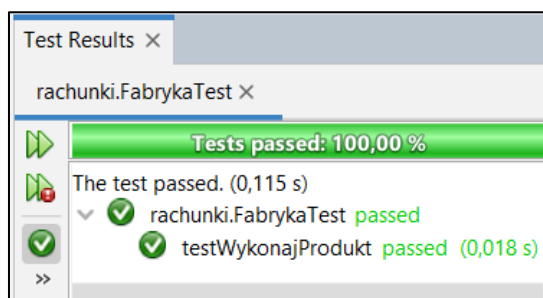 Test Results ×
rachunki.FabrykaTest ×
Tests passed: 100,00 %
The test passed. (0,115 s)
rachunki.FabrykaTest passed
testWykonajProdukt passed (0,018 s)
»